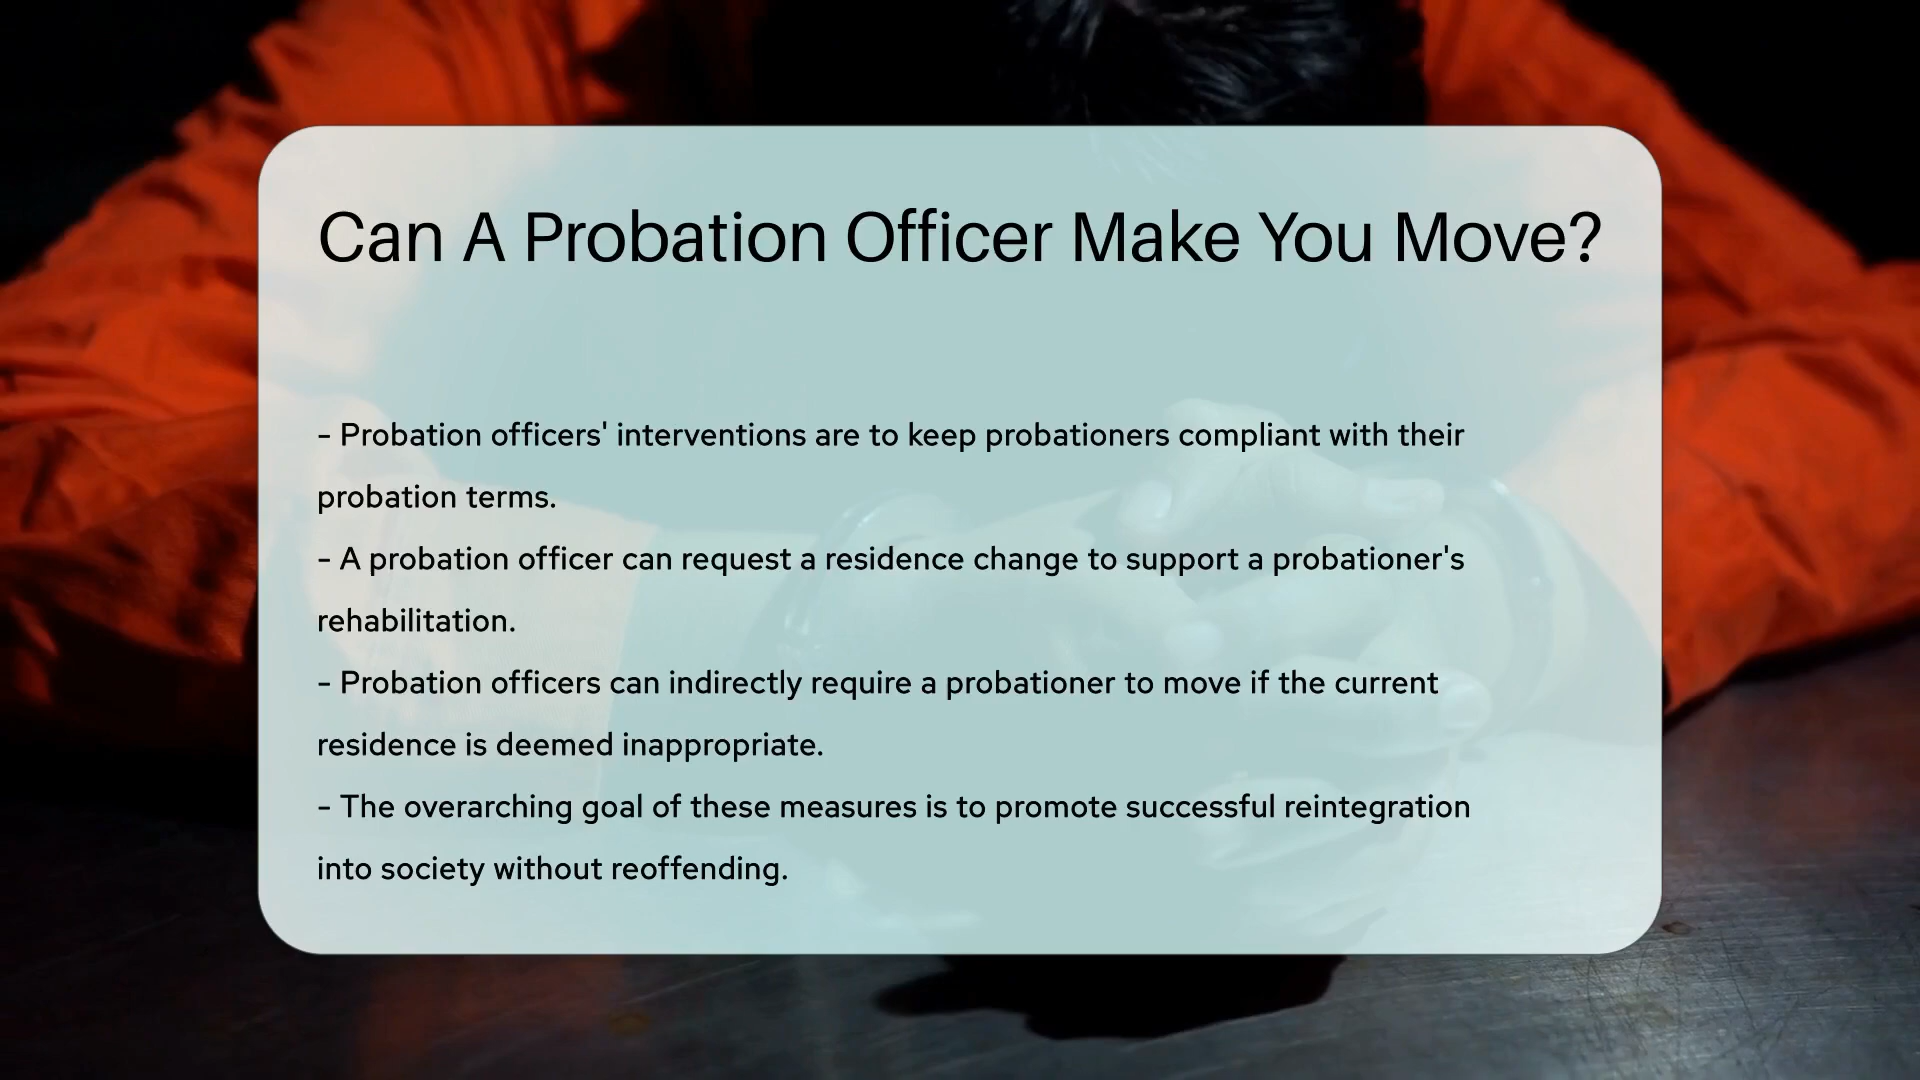 Can A Probation Officer Make You Move?
- Probation officers' interventions are to keep probationers compliant with their
probation terms.
- A probation officer can request a residence change to support a probationer's
rehabilitation.
- Probation officers can indirectly require a probationer to move if the current
residence is deemed inappropriate.
- The overarching goal of these measures is to promote successful reintegration
into society without reoffending.